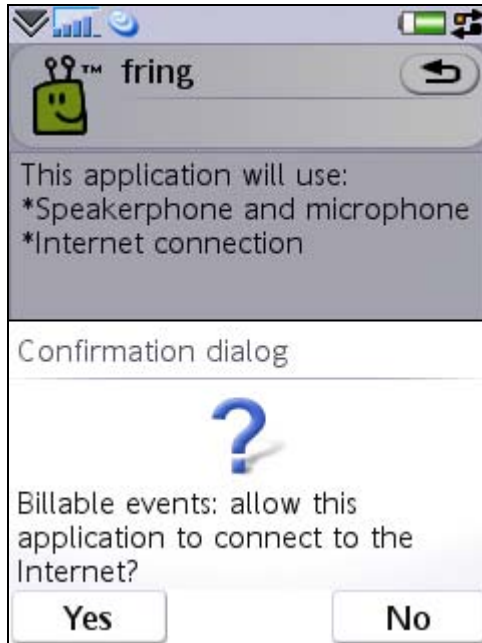 ™ fring
This application will use:
*Speakerphone and microphone
*Internet connection
Confirmation dialog
?
Billable events: allow this
application to connect to the
Internet?
Yes No